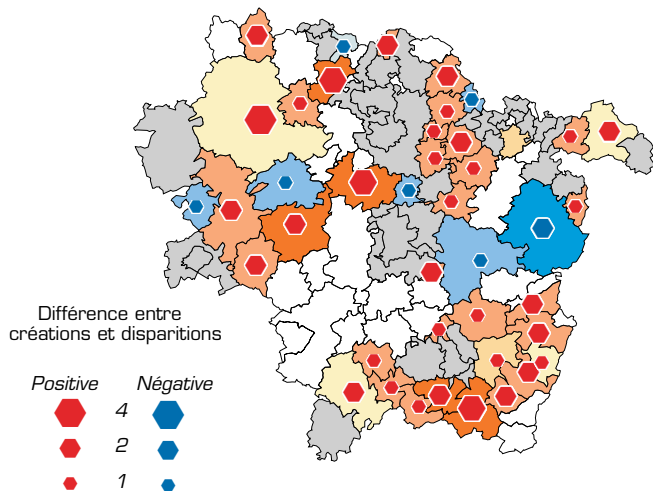 Différence entre
créations et disparitions
Positive Négative
4
2
1